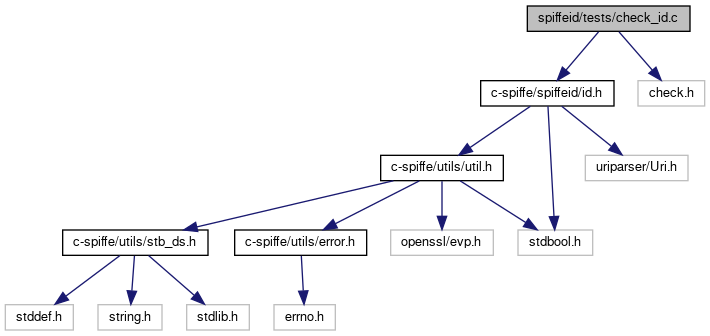 spiffeid/tests/check_id.c
c-spiffe/spiffeid/id.h
check.h
c-spiffe/utils/util.h
uriparser/Uri.h
c-spiffe/utils/stb_ds.h
c-spiffe/utils/error.h
openssl/evp.h
stdbool.h
stddef.h
string.h
stdlib.h
errno.h